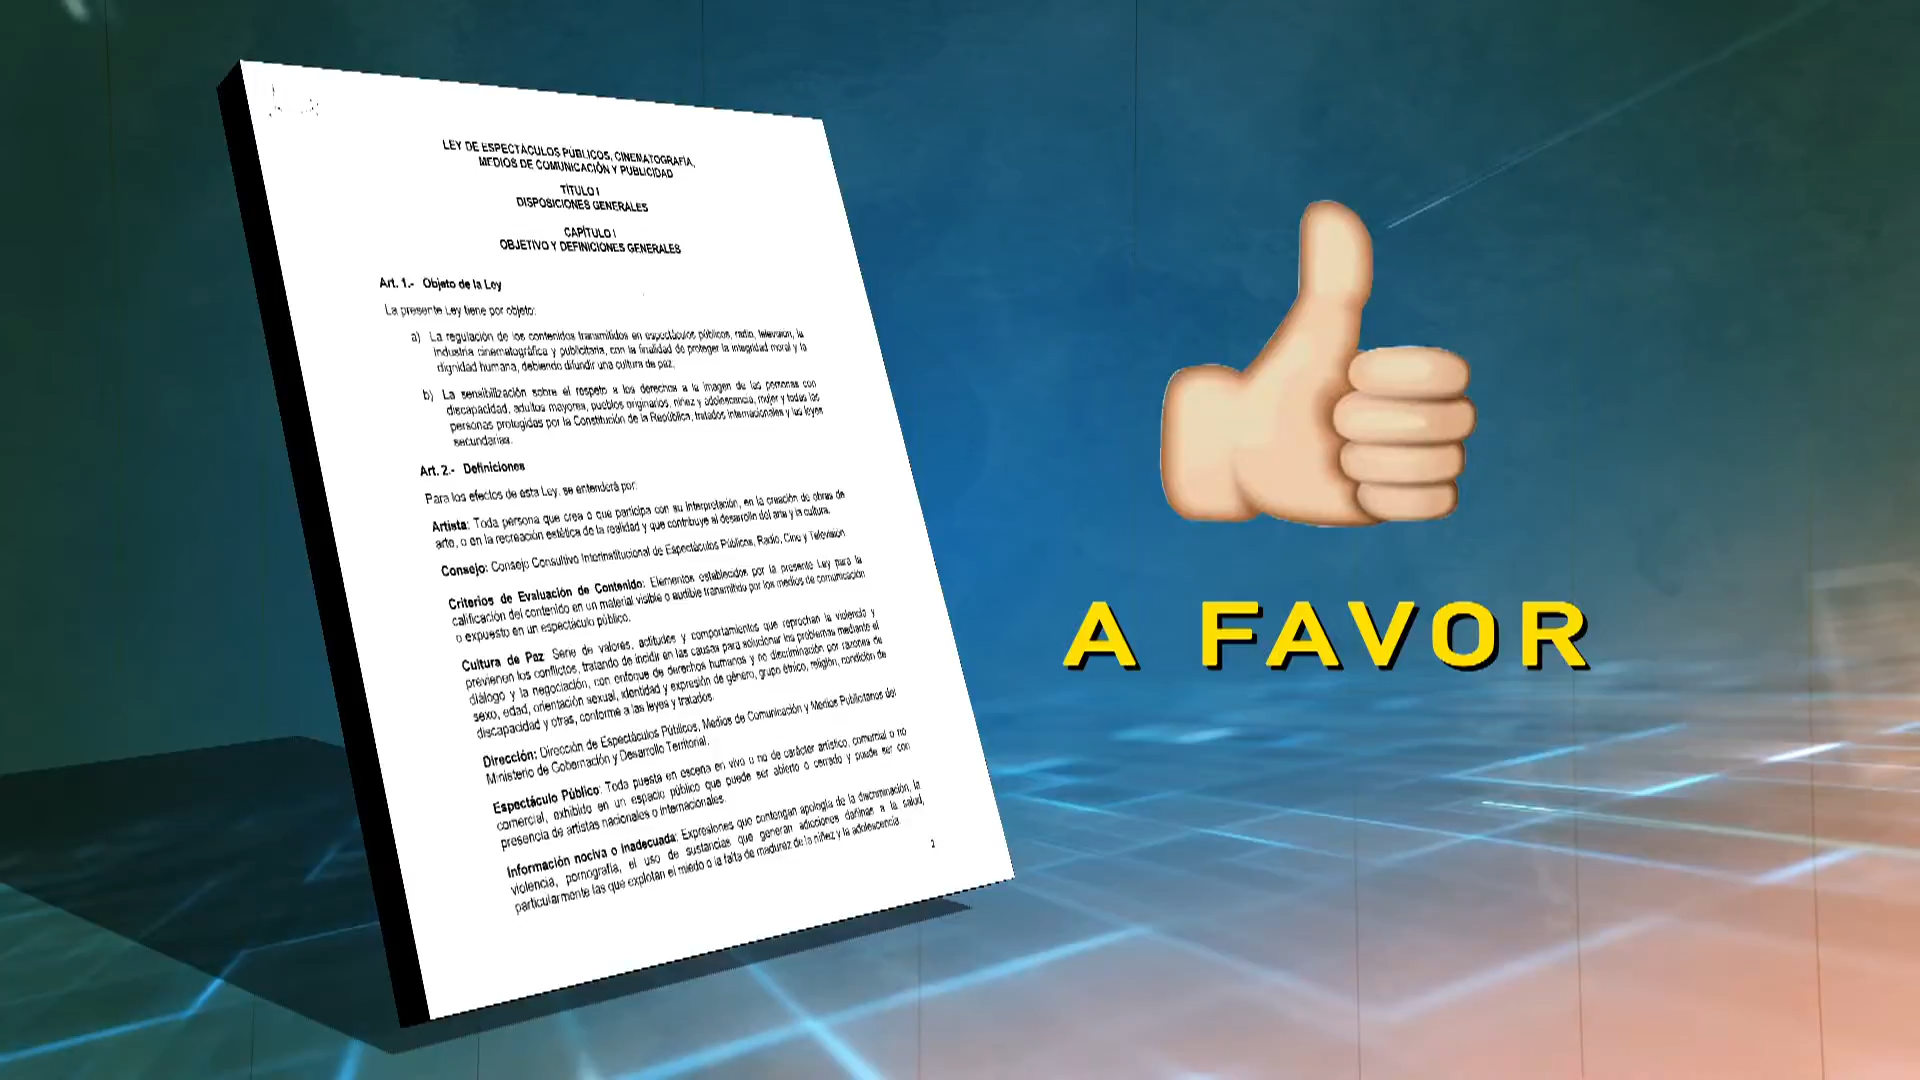 LEY DE ESPECTÁCULOS PÚBLICOS, CINEMATOGRAFÍA,
MEDIOS DE COMUNICACIÓN Y PUBLICIDAD
TÍTULO I
DISPOSICIONES GENERALES
CAPÍTULO I
OBJETIVO Y DEFINICIONES GENERALES
Art. 1.- Objeto de la Ley
La presente Ley tiene por objeto:
a) La regulación de los contenidos transmitidos en espectáculos públicos, radio, televisión, la
industria cinematográfica y publicitaria, con la finalidad de proteger la integridad moral y la
dignidad humana, debiendo difundir una cultura de paz;
b) La sensibilización sobre el respeto a los derechos a la imagen de las personas con
discapacidad, adultos mayores, pueblos originarios, niñez y adolescencia, mujer y todas las
personas protegidas por la Constitución de la República, tratados internacionales y las leyes
secundarias.
Art. 2.- Definiciones
Para los efectos de esta Ley, se entenderá por:
Artista: Toda persona que crea o que participa con su interpretación, en la creación de obras de
arte, o en la recreación estética de la realidad y que contribuye al desarrollo del arte y la cultura.
Consejo: Consejo Consultivo Interinstitucional de Espectáculos Públicos, Radio, Cine y Televisión
Criterios de Evaluación de Contenido: Elementos establecidos por la presente Ley para la
calificación del contenido en un material visible o audible transmitido por los medios de comunicación
o expuesto en un espectáculo público.
Cultura de Paz Serie de valores, actitudes y comportamientos que reprochan la violencia y
previenen los conflictos, tratando de incidir en las causas para solucionar los problemas mediante el
diálogo y la negociación, con enfoque de derechos humanos y no discriminación por razones de
sexo, edad, orientación sexual, identidad y expresión de género, grupo étnico, religión, condición de
discapacidad y otras, conforme a las leyes y tratados.
Dirección: Dirección de Espectáculos Públicos, Medios de Comunicación y Medios Publicitarios del
Ministerio de Gobernación y Desarrollo Territorial.
Espectáculo Público: Toda puesta en escena en vivo u no de carácter artístico, comercial o no
comercial, exhibido en un espacio público que puede ser abierto o cerrado y puede ser con
presencia de artistas nacionales o internacionales.
Información nociva o inadecuada: Expresiones que contengan apología de la discriminación, la
violencia, pornografía, el uso de sustancias que generan adicciones dañinas a la salud,
particularmente las que explotan el miedo o la falta de madurez de la niñez y la adolescencia.
2
A FAVOR